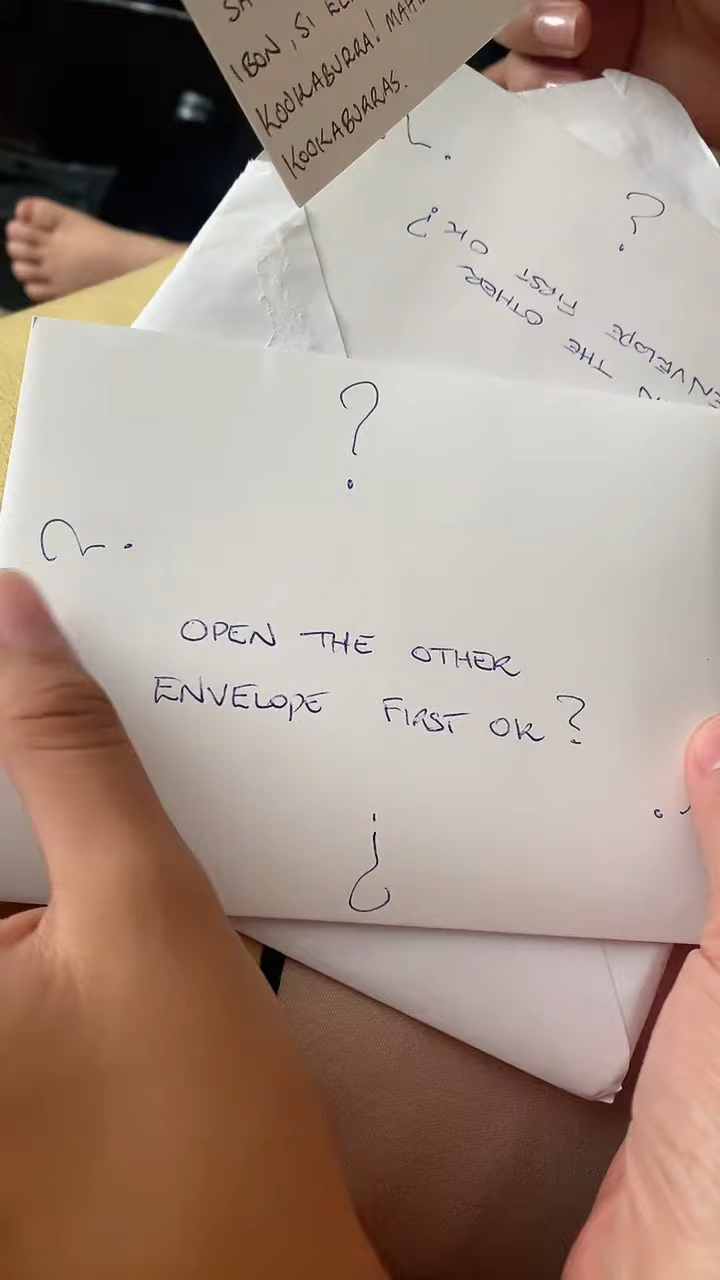 IBON, SI
KOOKABURRA!
KOOKABURRAS.
?
?
OK?
THE OTHER
ENVELOPE FIRST
?
?
OPEN THE OTHER
ENVELOPE FIRST OK?
?